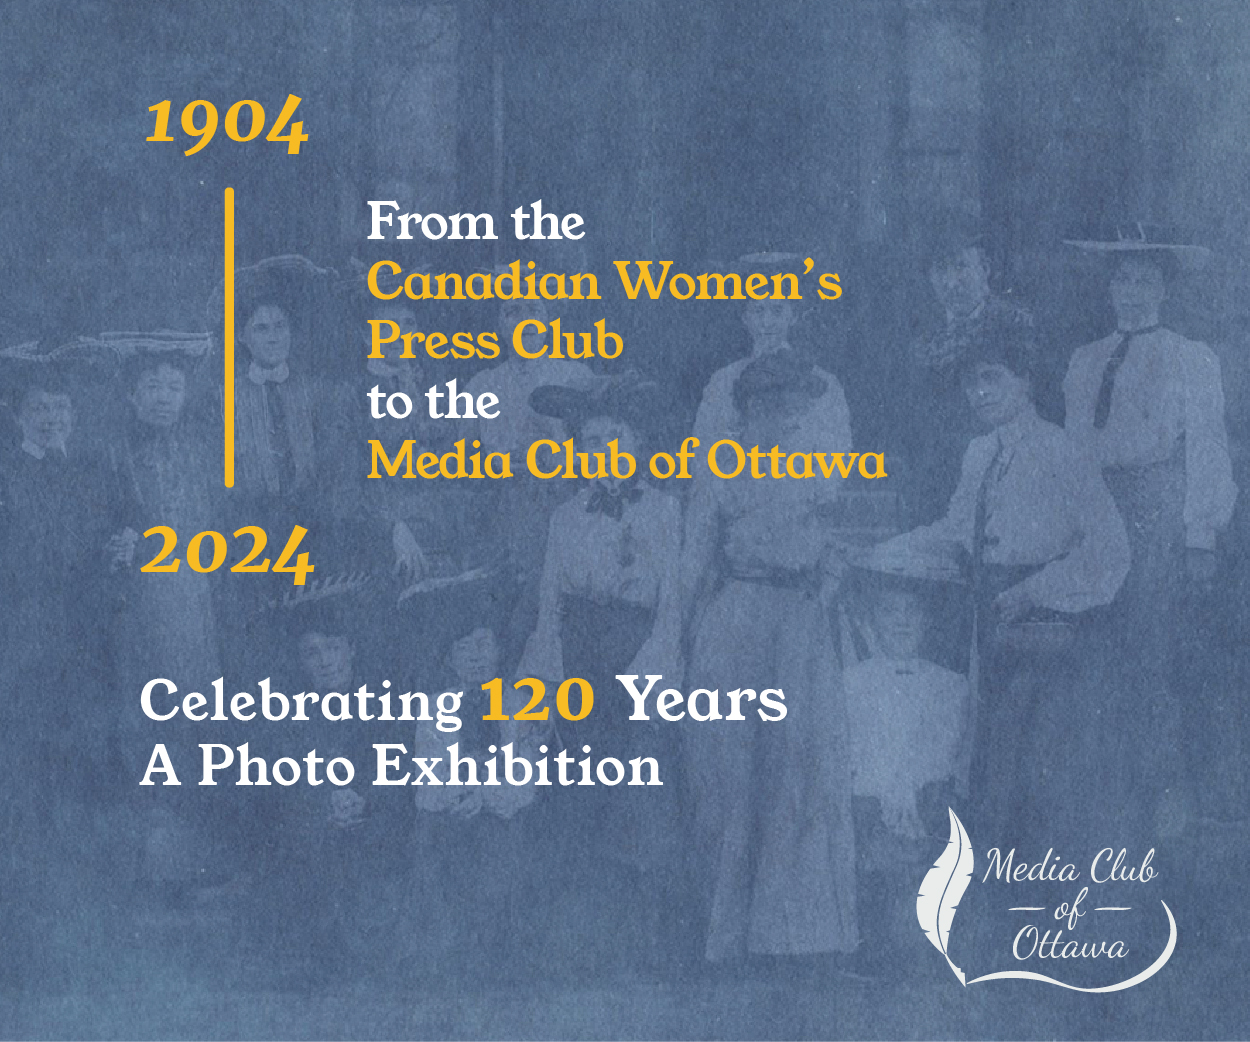 1904
From the
Canadian Women’s
Press Club
to the
Media Club of Ottawa
2024
Celebrating 120 Years
A Photo Exhibition
Media Club
of
Ottawa